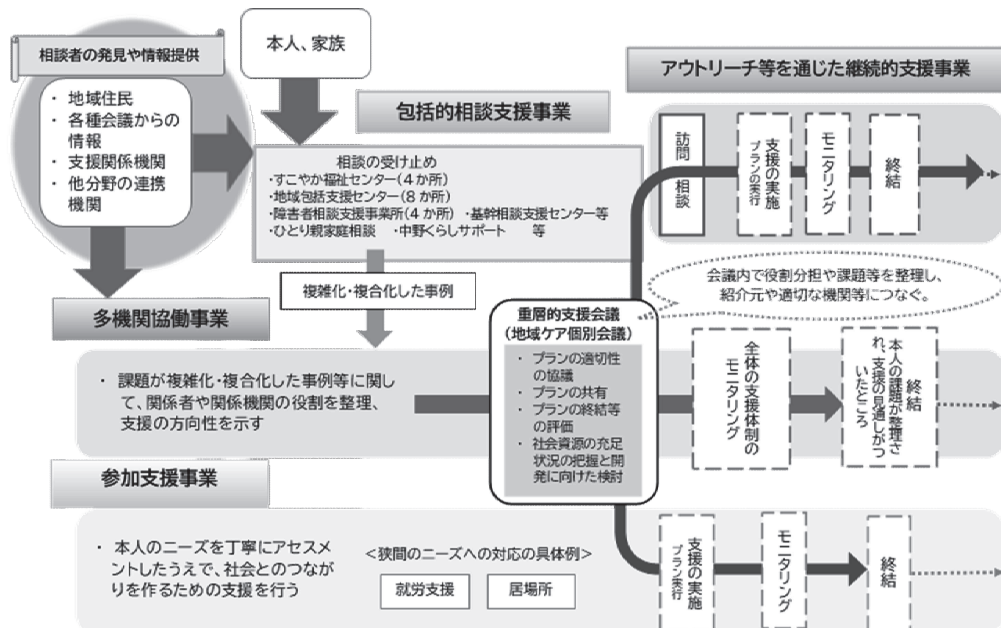 相談者の発見や情報提供
・ 地域住民
・ 各種会議からの
情報
・ 支援関係機関
・ 他分野の連携
機関
本人、家族
包括的相談支援事業
相談の受け止め
・すこやか福祉センター(4か所)
・地域包括支援センター(8か所)
・障害者相談支援事業所(4か所) ・基幹相談支援センター等
・ひとり親家庭相談 ・中野くらしサポート 等
複雑化・複合化した事例
アウトリーチ等を通じた継続的支援事業
訪問 相談
支援の実施
プランの実行
モニタリング
終結
会議内で役割分担や課題等を整理し、
紹介元や適切な機関等につなぐ。
多機関協働事業
・ 課題が複雑化・複合化した事例等に関し
て、関係者や関係機関の役割を整理、
支援の方向性を示す
重層的支援会議
(地域ケア個別会議)
・ プランの適切性
の協議
・ プランの共有
・ プランの終結等
の評価
・ 社会資源の充足
状況の把握と開
発に向けた検討
全体の支援体制の
モニタリング
終結
本人の課題が整理さ
れ、支援の見通しがつ
いたところ
参加支援事業
・ 本人のニーズを丁寧にアセスメ
ントしたうえで、社会とのつなが
りを作るための支援を行う
<狭間のニーズへの対応の具体例>
就労支援
居場所
支援の実施
プラン実行
モニタリング
終結